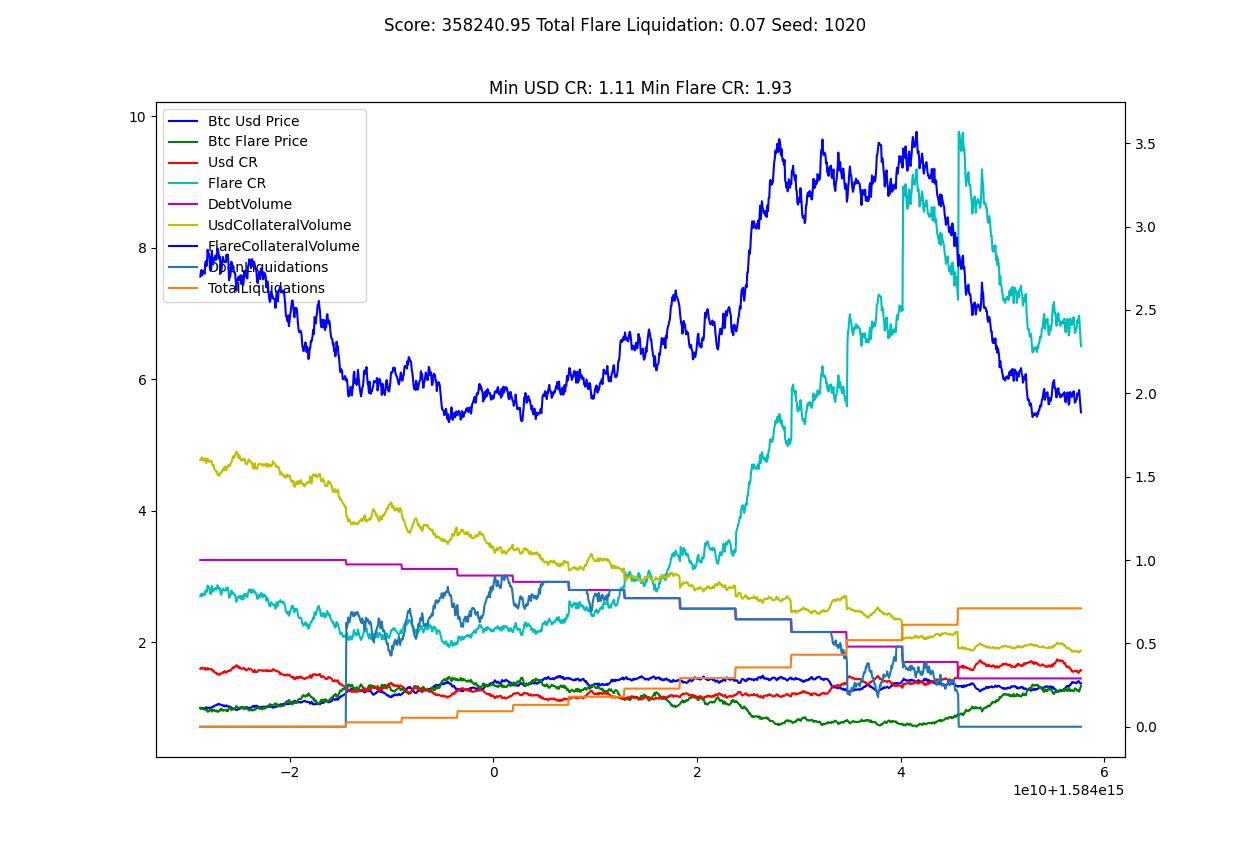 Score: 358240.95 Total Flare Liquidation: 0.07 Seed: 1020
Min USD CR: 1.11 Min Flare CR: 1.93
Btc Usd Price
Btc Flare Price
Usd CR
Flare CR
DebtVolume
UsdCollateralVolume
FlareCollateralVolume
OpenLiquidations
TotalLiquidations
10
8
6
4
2
3.5
3.0
2.5
2.0
1.5
1.0
0.5
0.0
−2
0
2
4
6
1e10+1.584e15